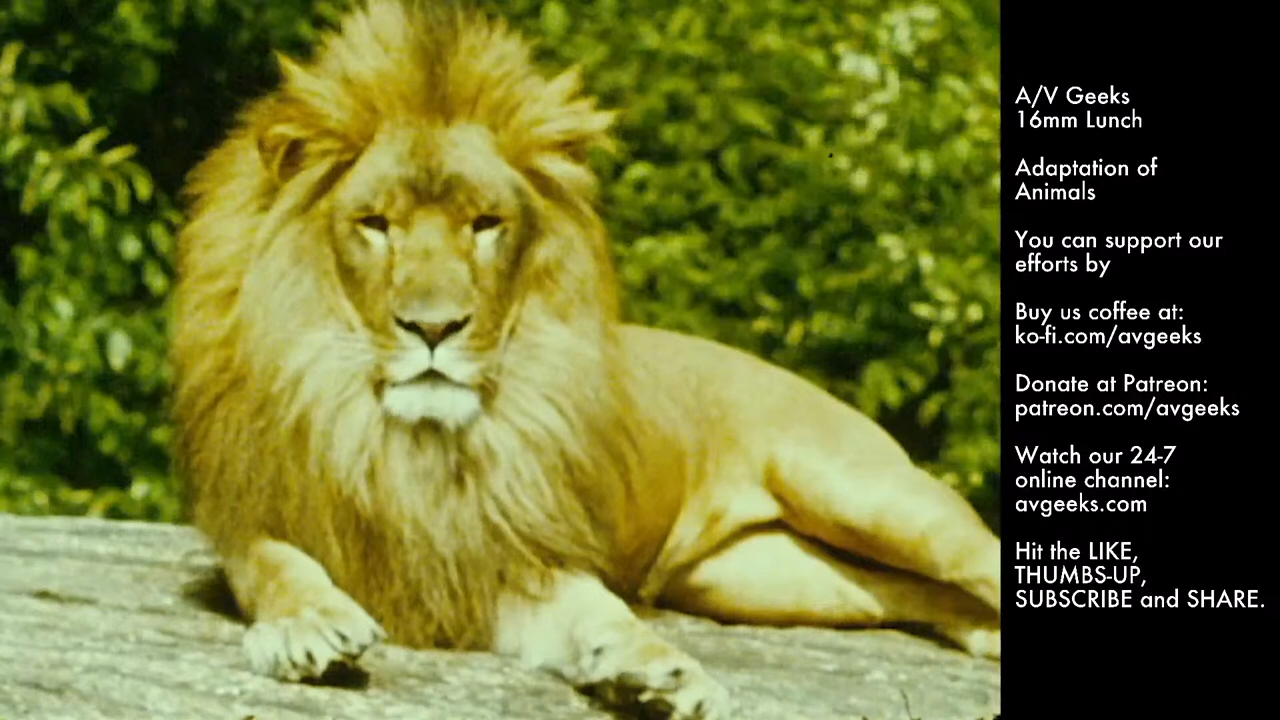 A/V Geeks
16mm Lunch
Adaptation of
Animals
You can support our
efforts by
Buy us coffee at:
ko-fi.com/avgeeks
Donate at Patreon:
patreon.com/avgeeks
Watch our 24-7
online channel:
avgeeks.com
Hit the LIKE,
THUMBS-UP,
SUBSCRIBE and SHARE.